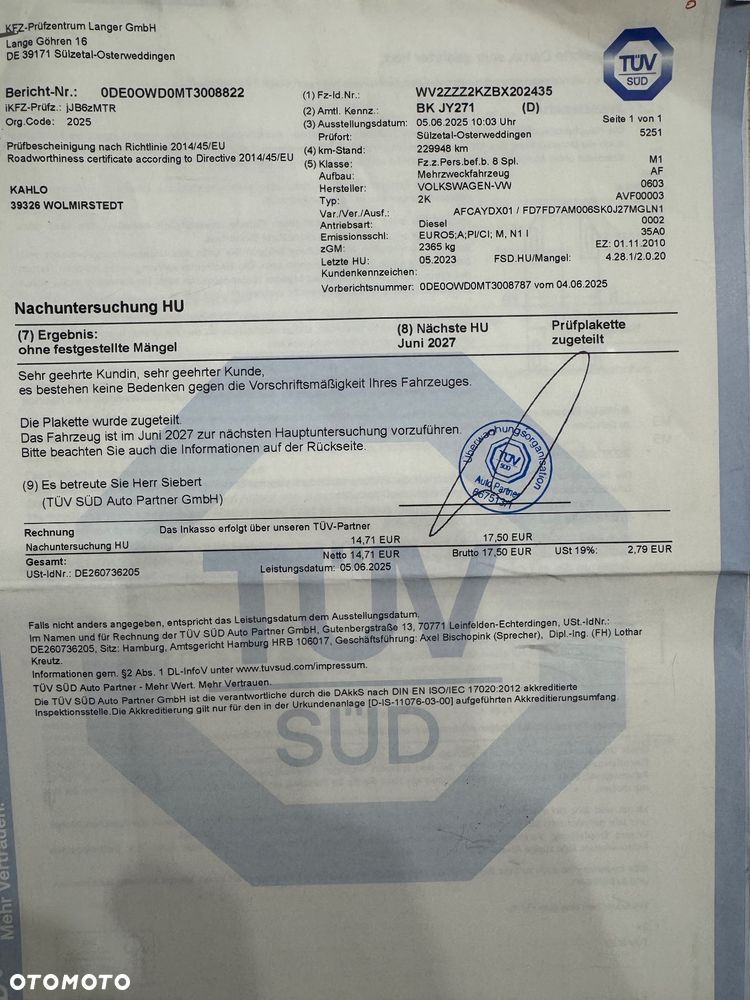 KFZ-Prüfzentrum Langer GmbH
Lange Göhren 16
DE 39171 Sülzetal-Osterweddingen
TÜV
SÜD
Bericht-Nr.: 0DE0OWD0MT3008822
iKFZ-Prüfz.: jJB6zMTR
Org.Code: 2025
Prüfbescheinigung nach Richtlinie 2014/45/EU
Roadworthiness certificate according to Directive 2014/45/EU
KAHLO
39326 WOLMIRSTEDT
(1) Fz-Id.Nr.: WV2ZZZ2KZBX202435
(2) Amtl. Kennz.: BK JY271 (D)
(3) Ausstellungsdatum: 05.06.2025 10:03 Uhr Seite 1 von 1
Prüfort: Sülzetal-Osterweddingen 5251
(4) km-Stand: 229948 km
(5) Klasse: Fz.z.Pers.bef.b. 8 Spl. M1
Aufbau: Mehrzweckfahrzeug AF
Hersteller: VOLKSWAGEN-VW 0603
Typ: 2K AVF00003
Var./Ver./Ausf.: AFCAYDX01 / FD7FD7AM006SK0J27MGLN1
Antriebsart: Diesel 0002
Emissionsschl.: EURO5;A;PI/CI; M, N1 I 35A0
zGM: 2365 kg EZ: 01.11.2010
Letzte HU: 05.2023 FSD.HU/Mangel: 4.28.1/2.0.20
Kundenkennzeichen:
Vorberichtsnummer: 0DE0OWD0MT3008787 vom 04.06.2025
Nachuntersuchung HU
(7) Ergebnis: (8) Nächste HU Prüfplakette
ohne festgestellte Mängel Juni 2027 zugeteilt
Sehr geehrte Kundin, sehr geehrter Kunde,
es bestehen keine Bedenken gegen die Vorschriftsmäßigkeit Ihres Fahrzeuges.
Die Plakette wurde zugeteilt.
Das Fahrzeug ist im Juni 2027 zur nächsten Hauptuntersuchung vorzuführen.
Bitte beachten Sie auch die Informationen auf der Rückseite.
Überwachungsorganisation
TÜV
SÜD
Auto Partner
(9) Es betreute Sie Herr Siebert
(TÜV SÜD Auto Partner GmbH)
Rechnung Das Inkasso erfolgt über unseren TÜV-Partner
Nachuntersuchung HU 14,71 EUR 17,50 EUR
Gesamt: Netto 14,71 EUR Brutto 17,50 EUR USt 19%: 2,79 EUR
USt-IdNr.: DE260736205 Leistungsdatum: 05.06.2025
Falls nicht anders angegeben, entspricht das Leistungsdatum dem Ausstellungsdatum.
Im Namen und für Rechnung der TÜV SÜD Auto Partner GmbH, Gutenbergstraße 13, 70771 Leinfelden-Echterdingen, USt.-IdNr.:
DE260736205, Sitz: Hamburg, Amtsgericht Hamburg HRB 106017, Geschäftsführung: Axel Bischopink (Sprecher), Dipl.-Ing. (FH) Lothar
Kreutz.
Informationen gem. §2 Abs. 1 DL-InfoV unter www.tuvsud.com/impressum.
TÜV SÜD Auto Partner - Mehr Wert. Mehr Vertrauen.
Die TÜV SÜD Auto Partner GmbH ist die verantwortliche durch die DAkkS nach DIN EN ISO/IEC 17020:2012 akkreditierte
Inspektionsstelle.Die Akkreditierung gilt nur für den in der Urkundenanlage [D-IS-11076-03-00] aufgeführten Akkreditierungsumfang.
TÜV
SÜD
Mehr Vertrauen.
OTOMOTO